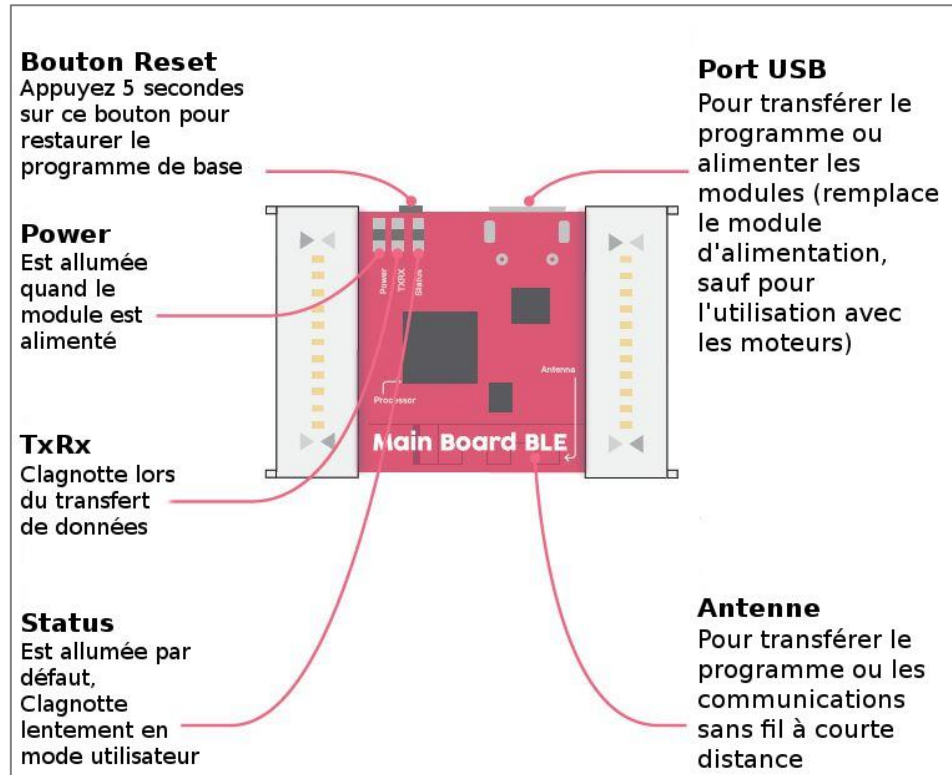 Bouton Reset
Appuyez 5 secondes
sur ce bouton pour
restaurer le
programme de base
Power
Est allumée
quand le
module est
alimenté
TxRx
Clagnotte lors
du transfert
de données
Status
Est allumée par
défaut,
Clagnotte
lentement en
mode utilisateur
Power
TXRX
Status
Antenna
Processor
Main Board BLE
Port USB
Pour transférer le
programme ou
alimenter les
modules (remplace
le module
d'alimentation,
sauf pour
l'utilisation avec
les moteurs)
Antenne
Pour transférer le
programme ou les
communications
sans fil à courte
distance